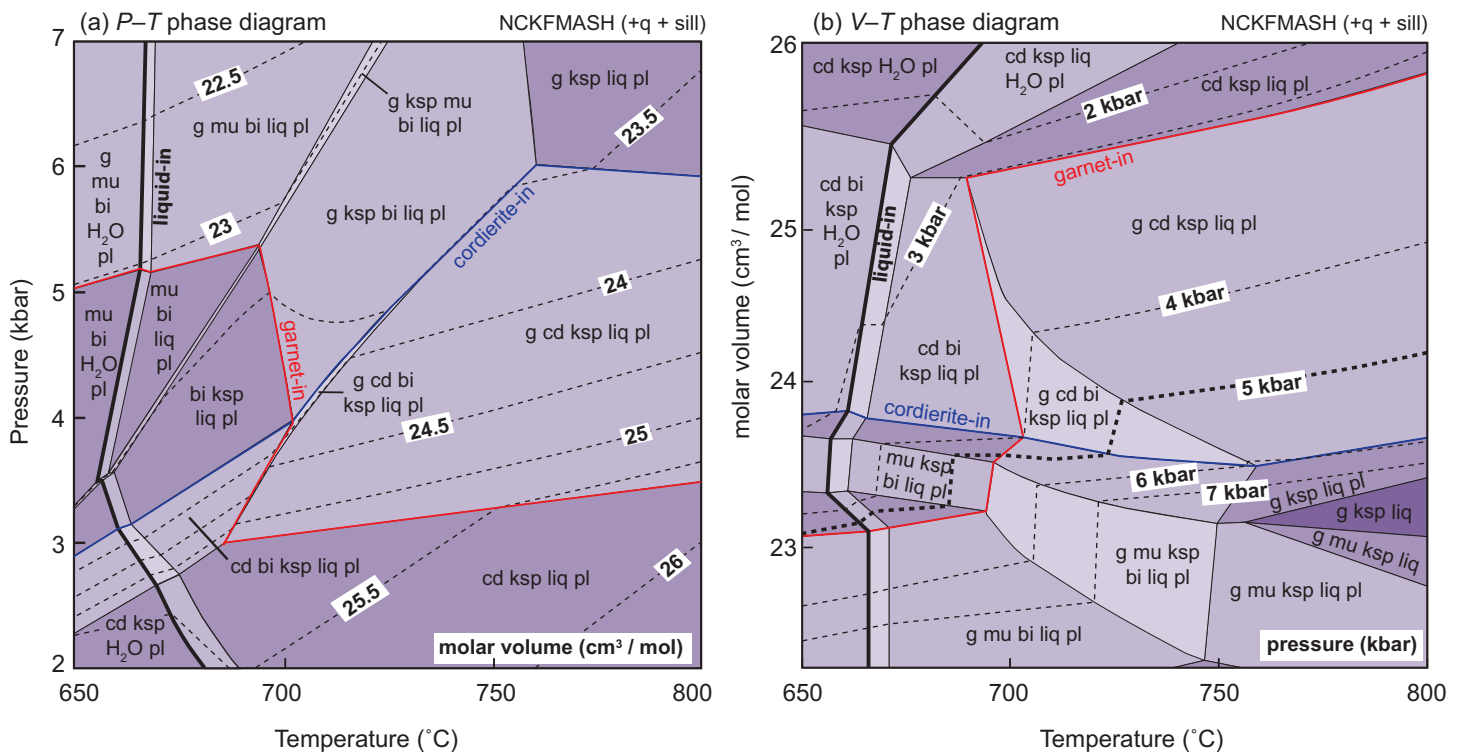 (a) P–T phase diagram
NCKFMASH (+q + sill)
7
6
5
4
3
2
Pressure (kbar)
650
700
750
800
Temperature (˚C)
22.5
g mu bi liq pl
g ksp mu
bi liq pl
g ksp liq pl
23.5
g
mu
bi
H₂O
pl
liquid-in
23
g ksp bi liq pl
cordierite-in
mu
bi
H₂O
pl
mu
bi
liq
pl
bi ksp
liq pl
garnet-in
24
g cd ksp liq pl
g cd bi
ksp liq pl
24.5
25
cd bi ksp liq pl
cd ksp liq pl
25.5
26
cd ksp
H₂O pl
molar volume (cm³ / mol)
(b) V–T phase diagram
NCKFMASH (+q + sill)
26
25
24
23
molar volume (cm³ / mol)
650
700
750
800
Temperature (˚C)
cd ksp H₂O pl
cd ksp liq
H₂O pl
cd ksp liq pl
2 kbar
garnet-in
cd bi
ksp
H₂O
pl
liquid-in
3 kbar
g cd ksp liq pl
4 kbar
cd bi
ksp liq pl
g cd bi
ksp liq pl
5 kbar
cordierite-in
mu ksp
bi liq pl
6 kbar
7 kbar
g ksp liq pl
g ksp liq
g mu ksp liq
g mu ksp
bi liq pl
g mu ksp liq pl
g mu bi liq pl
pressure (kbar)